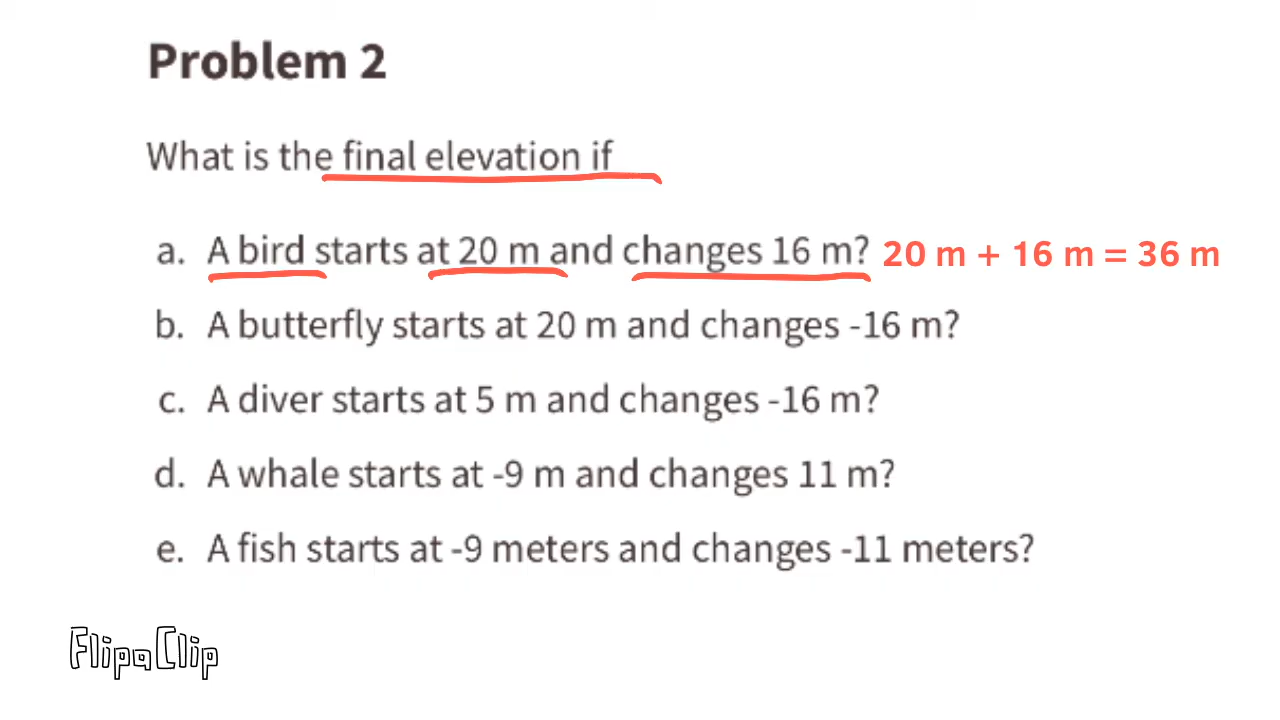 Problem 2
What is the final elevation if
a. A bird starts at 20 m and changes 16 m? 20 m + 16 m = 36 m
b. A butterfly starts at 20 m and changes -16 m?
c. A diver starts at 5 m and changes -16 m?
d. A whale starts at -9 m and changes 11 m?
e. A fish starts at -9 meters and changes -11 meters?
FlipaClip